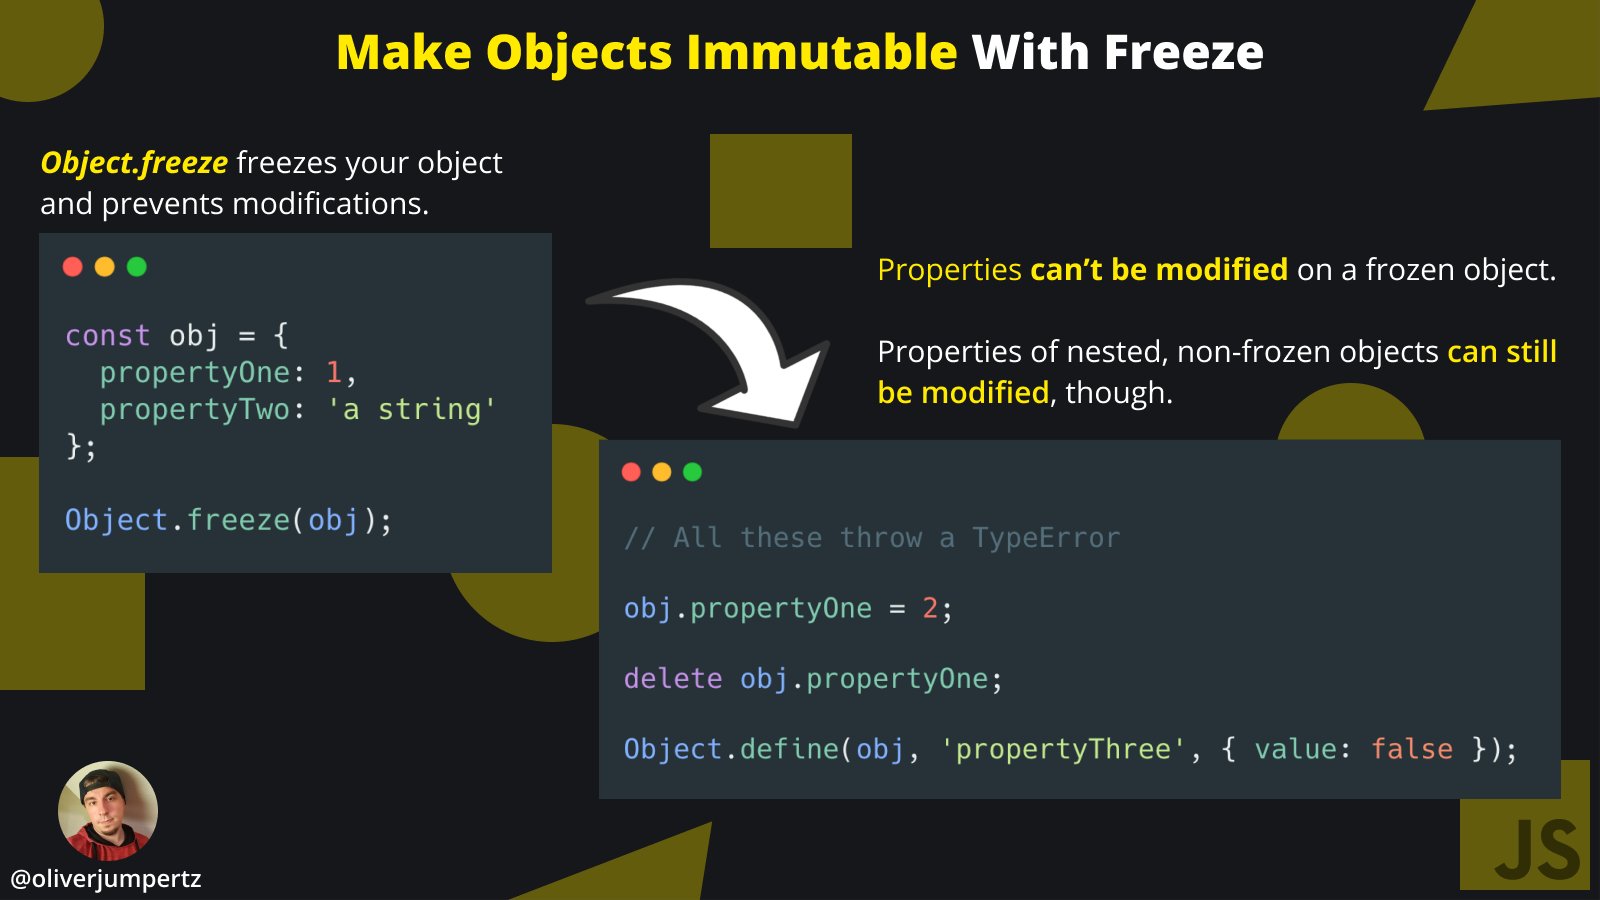 Make Objects Immutable With Freeze
Object.freeze freezes your object
and prevents modifications.
const obj = {
  propertyOne: 1,
  propertyTwo: 'a string'
};
Object.freeze(obj);
Properties can’t be modified on a frozen object.
Properties of nested, non-frozen objects can still
be modified, though.
// All these throw a TypeError
obj.propertyOne = 2;
delete obj.propertyOne;
Object.define(obj, 'propertyThree', { value: false });
@oliverjumpertz
JS